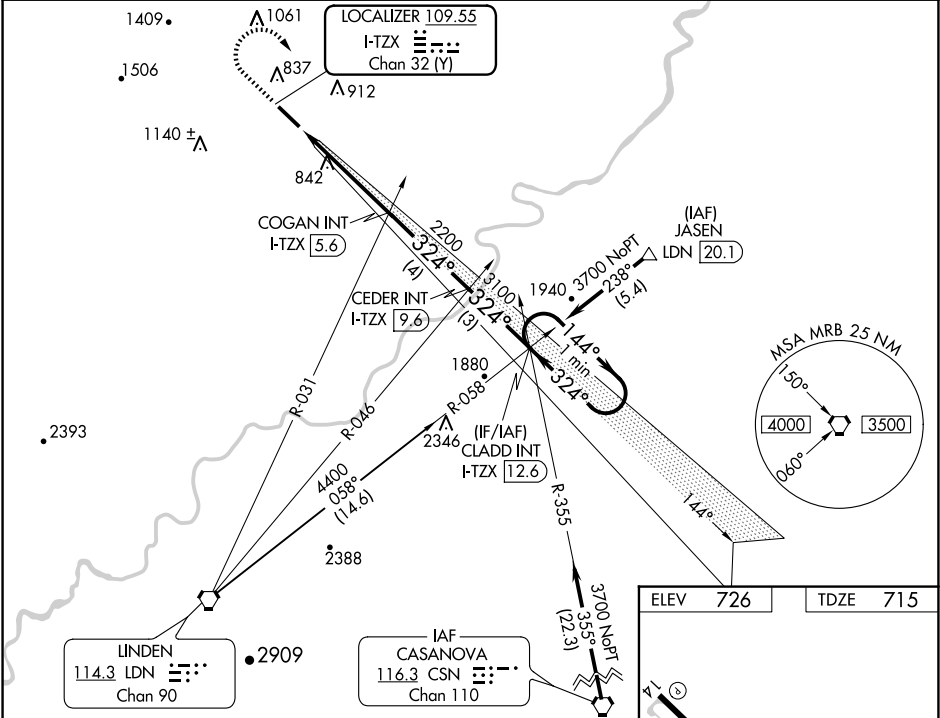 1409
1061
LOCALIZER 109.55
I-TZX
Chan 32 (Y)
1506
837
912
1140 ±
842
COGAN INT
I-TZX 5.6
2200
324°
(4)
(IAF)
JASEN
LDN 20.1
3700 NoPT
238°
(5.4)
1940
3100
CEDER INT
I-TZX 9.6
324°
(3)
144°
1 min
324°
MSA MRB 25 NM
150°
4000
3500
060°
1880
R-031
R-046
R-058
2393
2346
(IF/IAF)
CLADD INT
I-TZX 12.6
4400
058°
(14.6)
R-355
144°
2388
3700 NoPT
355°
(22.3)
ELEV 726
TDZE 715
LINDEN
114.3 LDN
Chan 90
2909
IAF
CASANOVA
116.3 CSN
Chan 110
14
P